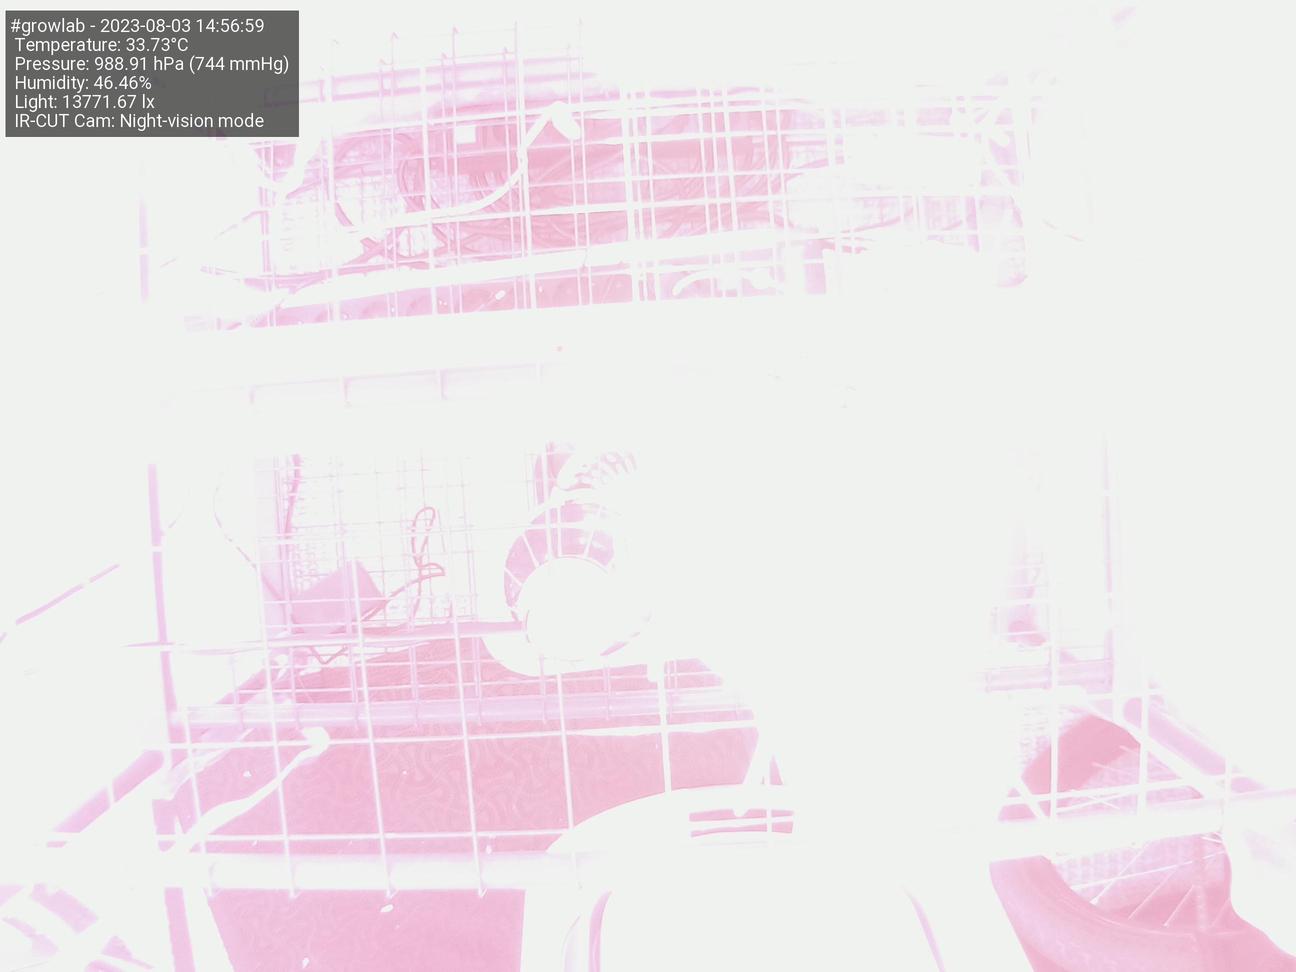 #growlab - 2023-08-03 14:56:59
Temperature: 33.73°C
Pressure: 988.91 hPa (744 mmHg)
Humidity: 46.46%
Light: 13771.67 lx
IR-CUT Cam: Night-vision mode